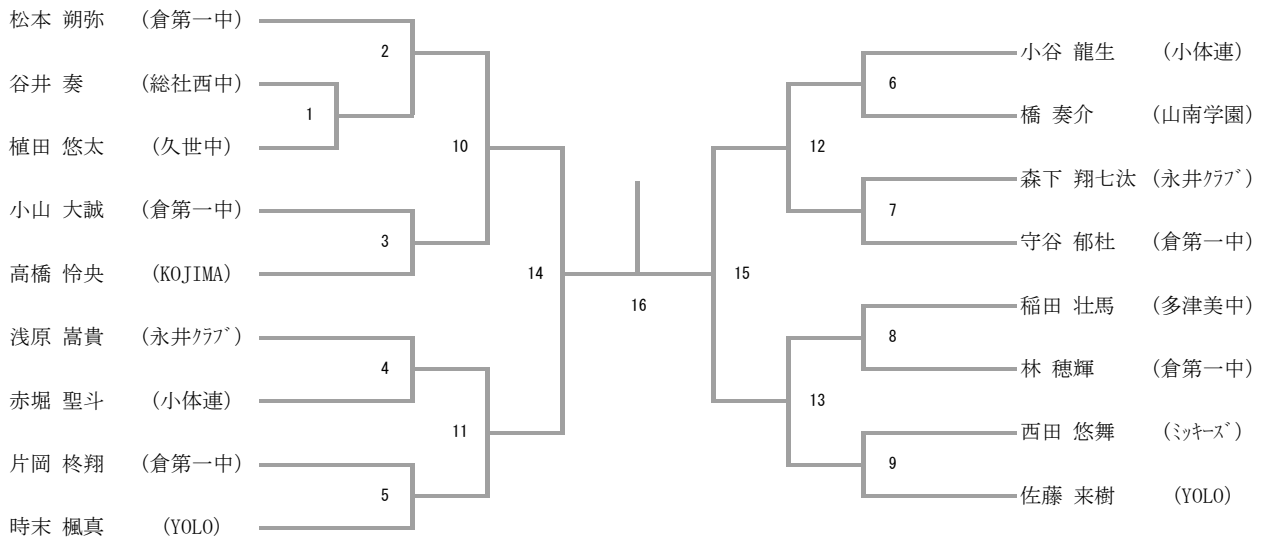 松本 朔弥 (倉第一中)
谷井 奏 (総社西中)
植田 悠太 (久世中)
小山 大誠 (倉第一中)
高橋 怜央 (KOJIMA)
浅原 嵩貴 (永井ｸﾗﾌﾞ)
赤堀 聖斗 (小体連)
片岡 柊翔 (倉第一中)
時末 楓真 (YOLO)
1
2
3
4
5
10
11
14
16
15
12
13
6
7
8
9
小谷 龍生 (小体連)
橋 奏介 (山南学園)
森下 翔七汰 (永井ｸﾗﾌﾞ)
守谷 郁杜 (倉第一中)
稲田 壮馬 (多津美中)
林 穂輝 (倉第一中)
西田 悠舞 (ﾐｯｷｰｽﾞ)
佐藤 来樹 (YOLO)